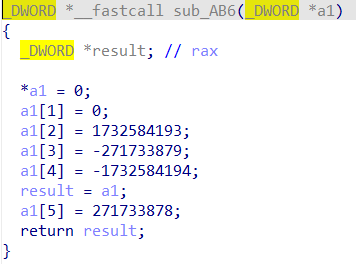 _DWORD *__fastcall sub_AB6(_DWORD *a1)
{
  _DWORD *result; // rax

  *a1 = 0;
  a1[1] = 0;
  a1[2] = 1732584193;
  a1[3] = -271733879;
  a1[4] = -1732584194;
  result = a1;
  a1[5] = 271733878;
  return result;
}